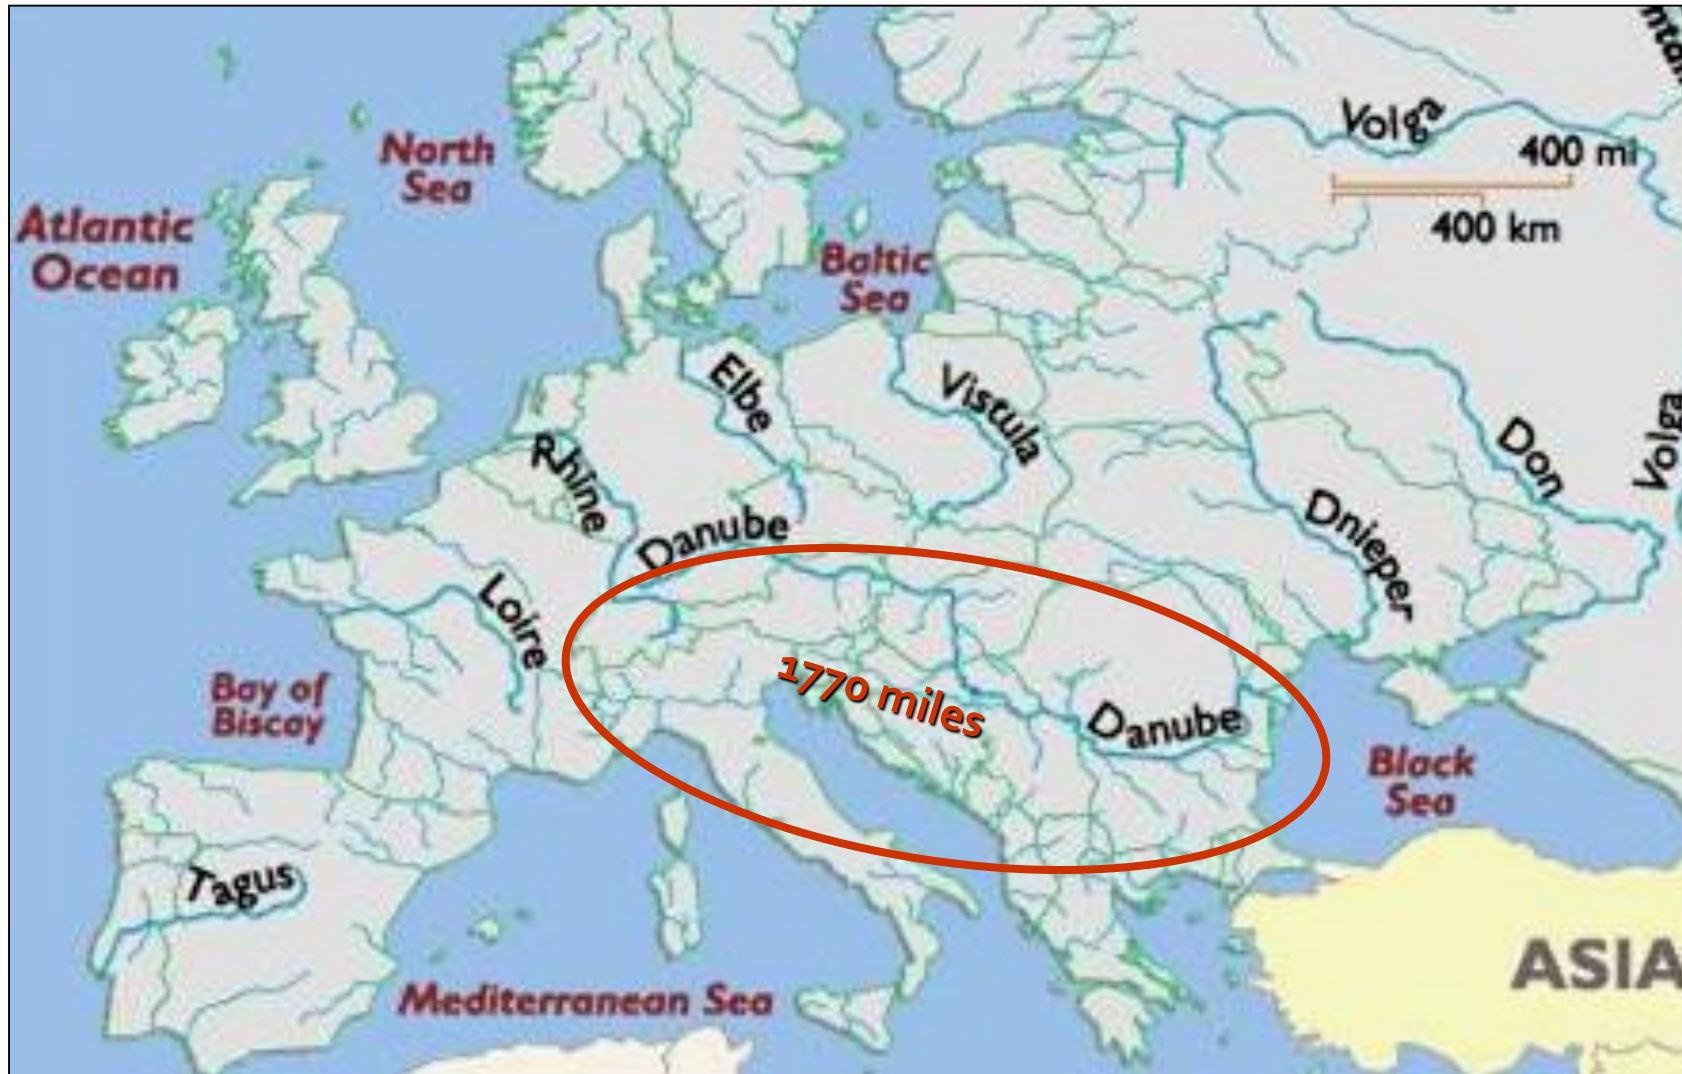 ntai
Volga
400 mi
400 km
North
Sea
Atlantic
Ocean
Baltic
Sea
Elbe
Vistula
Volga
Don
Rhine
Danube
Dnieper
Loire
1770 miles
Bay of
Biscay
Danube
Black
Sea
Tagus
ASIA
Mediterranean Sea